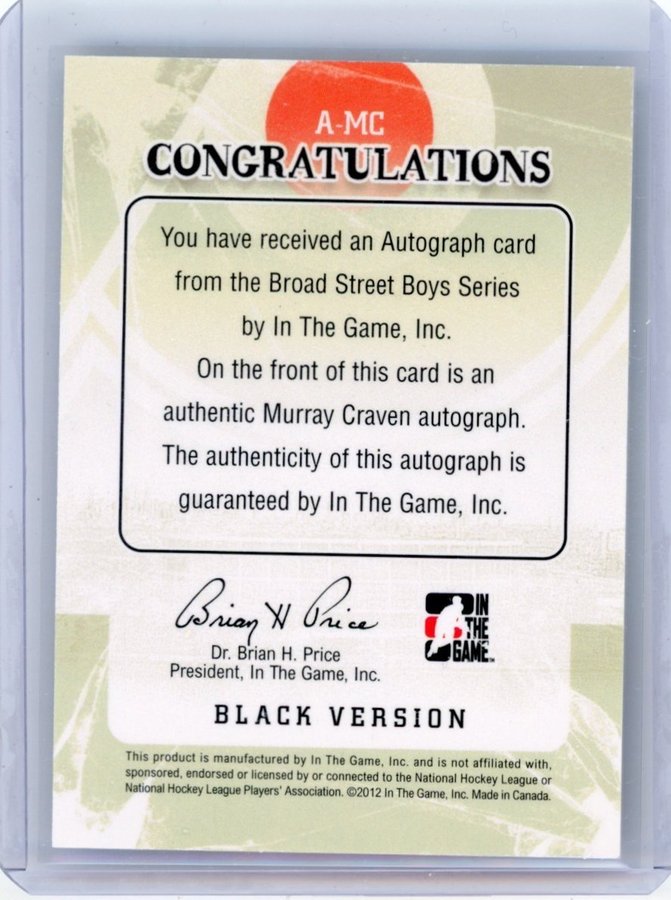 A-MC
CONGRATULATIONS
You have received an Autograph card
from the Broad Street Boys Series
by In The Game, Inc.
On the front of this card is an
authentic Murray Craven autograph.
The authenticity of this autograph is
guaranteed by In The Game, Inc.
Brian H Price
Dr. Brian H. Price
President, In The Game, Inc.
IN
THE
GAME
BLACK VERSION
This product is manufactured by In The Game, Inc. and is not affiliated with,
sponsored, endorsed or licensed by or connected to the National Hockey League or
National Hockey League Players' Association. ©2012 In The Game, Inc. Made in Canada.